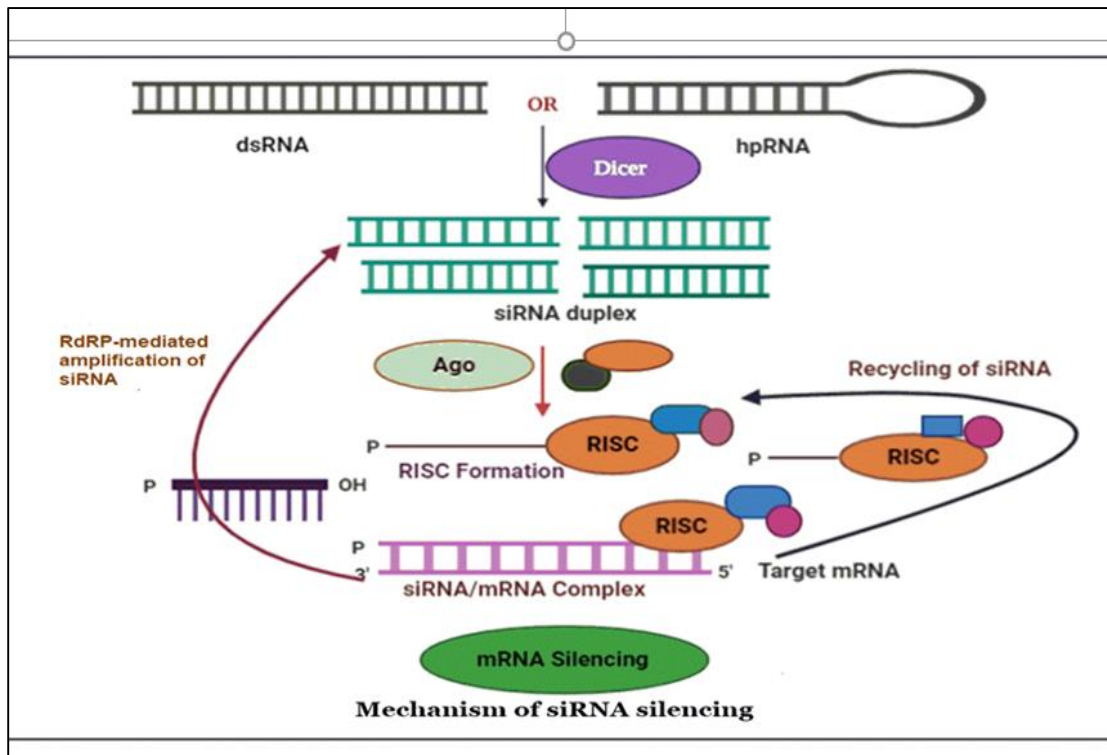 OR
dsRNA
hpRNA
Dicer
siRNA duplex
RdRP-mediated
amplification of
siRNA
Ago
Recycling of siRNA
P
RISC
RISC Formation
P
RISC
P
OH
RISC
P
3'
5'
Target mRNA
siRNA/mRNA Complex
mRNA Silencing
Mechanism of siRNA silencing